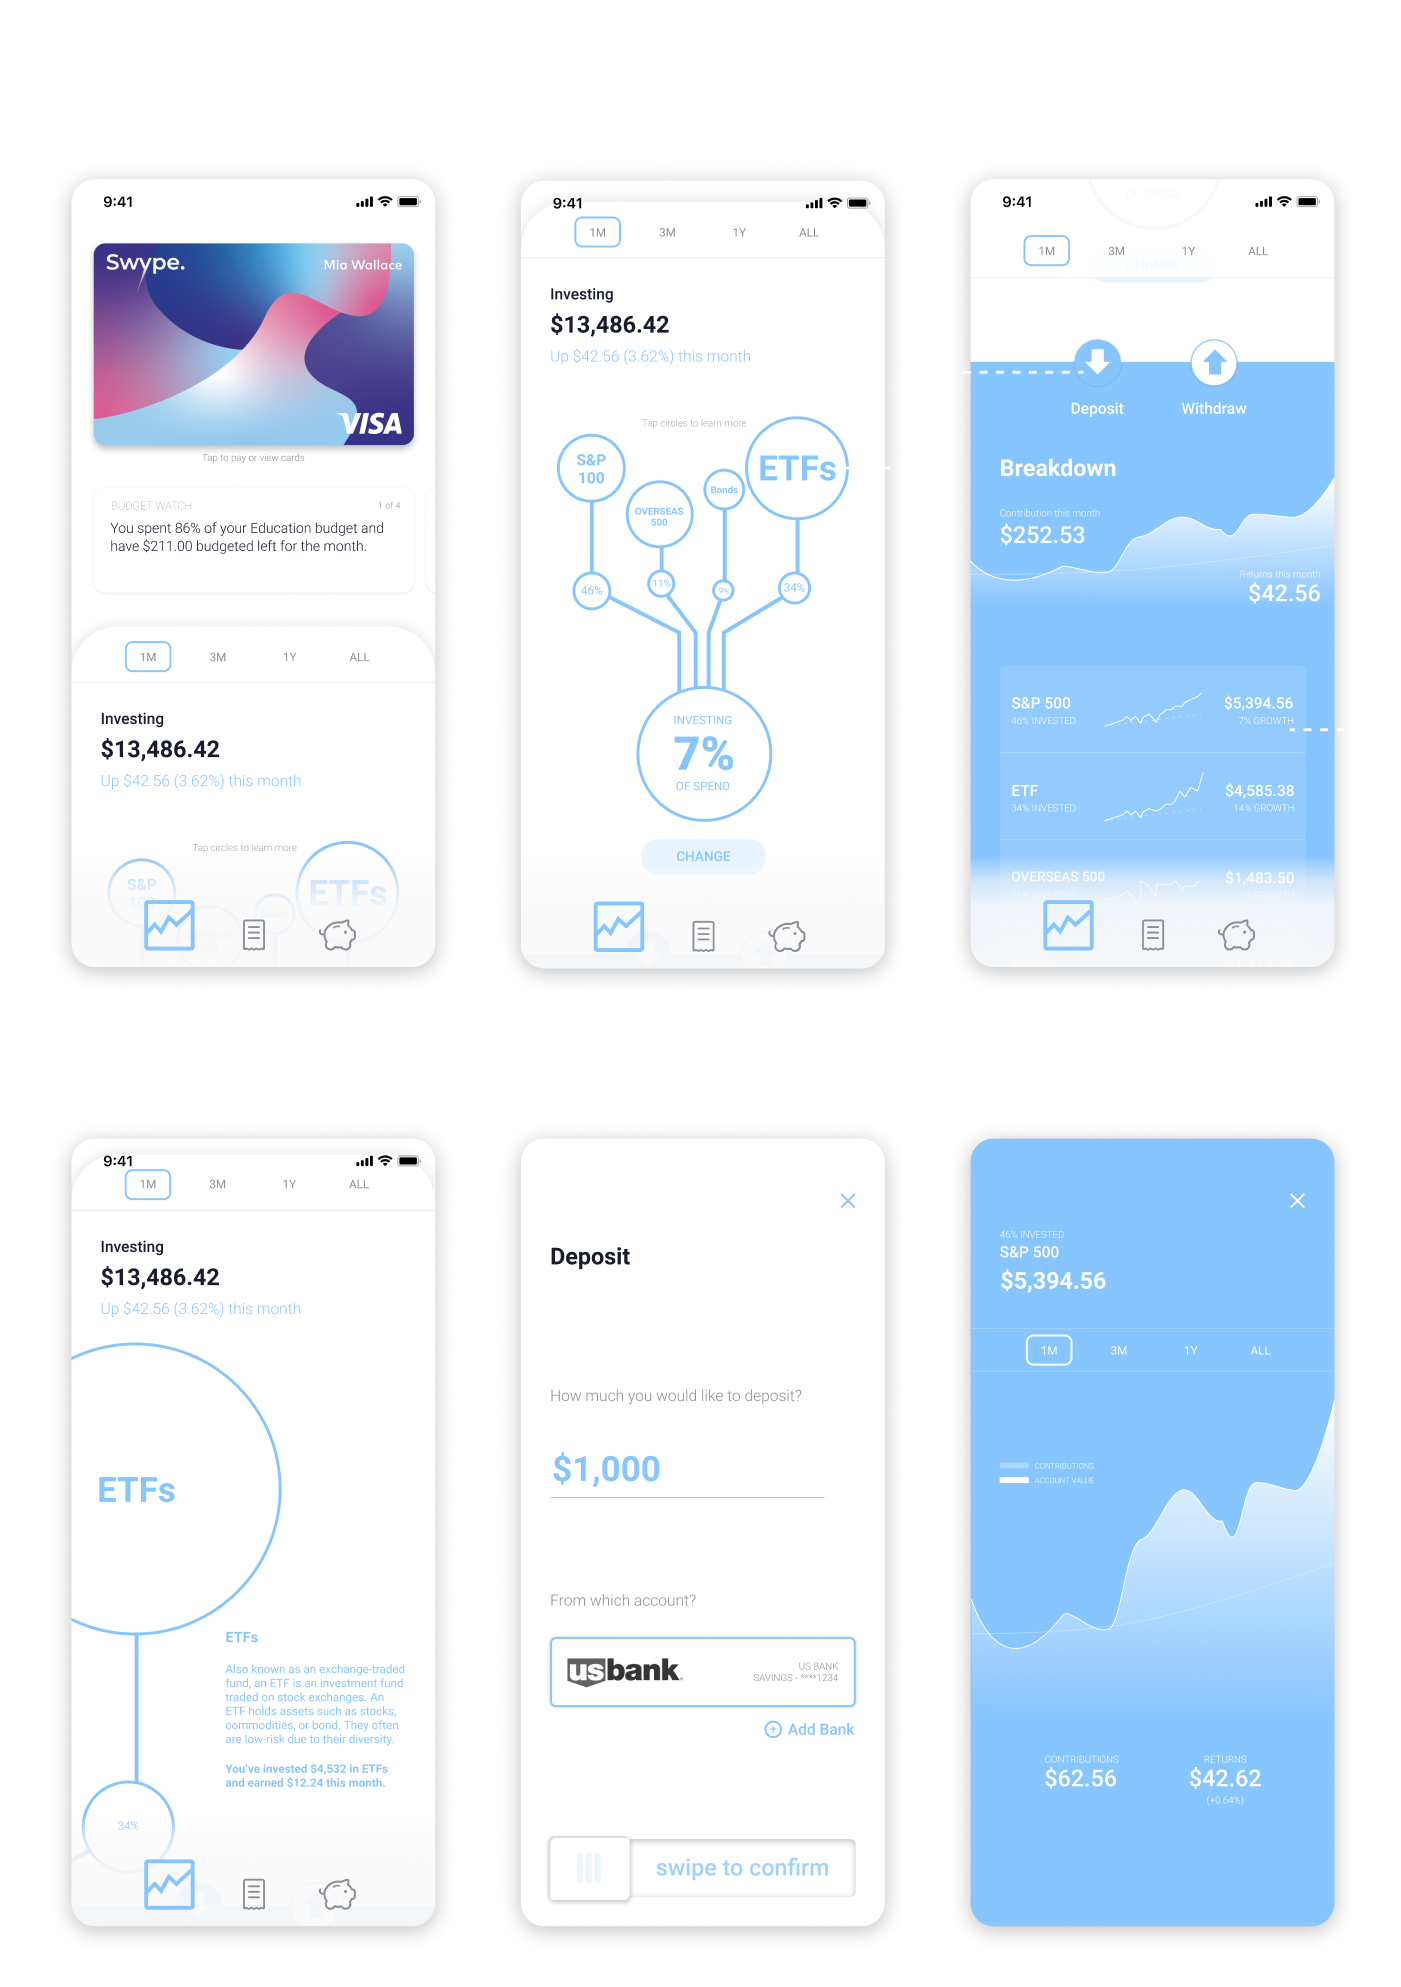 9:41
Swype.
Mia Wallace
VISA
Tap to pay or view cards
BUDGET WATCH
1 of 4
You spent 86% of your Education budget and
have $211.00 budgeted left for the month.
1M 3M 1Y ALL
Investing
$13,486.42
Up $42.56 (3.62%) this month
Tap circles to learn more
S&P
ETFs
9:41
1M 3M 1Y ALL
Investing
$13,486.42
Up $42.56 (3.62%) this month
Tap circles to learn more
S&P
100
OVERSEAS
500
Bonds
ETFs
46%
11%
9%
34%
INVESTING
7%
OF SPEND
CHANGE
9:41
OF SPEND
1M 3M 1Y ALL
CHANGE
Deposit
Withdraw
Breakdown
Contribution this month
$252.53
Returns this month
$42.56
S&P 500
46% INVESTED
$5,394.56
7% GROWTH
ETF
34% INVESTED
$4,585.38
14% GROWTH
OVERSEAS 500
11% INVESTED
$1,483.50
9:41
1M 3M 1Y ALL
Investing
$13,486.42
Up $42.56 (3.62%) this month
ETFs
ETFs
Also known as an exchange-traded
fund, an ETF is an investment fund
traded on stock exchanges. An
ETF holds assets such as stocks,
commodities, or bond. They often
are low-risk due to their diversity.
You've invested $4,532 in ETFs
and earned $12.24 this month.
34%
Deposit
How much you would like to deposit?
$1,000
From which account?
usbank
US BANK
SAVINGS - ****1234
Add Bank
swipe to confirm
46% INVESTED
S&P 500
$5,394.56
1M 3M 1Y ALL
CONTRIBUTIONS
ACCOUNT VALUE
CONTRIBUTIONS
$62.56
RETURNS
$42.62
(+0.64%)